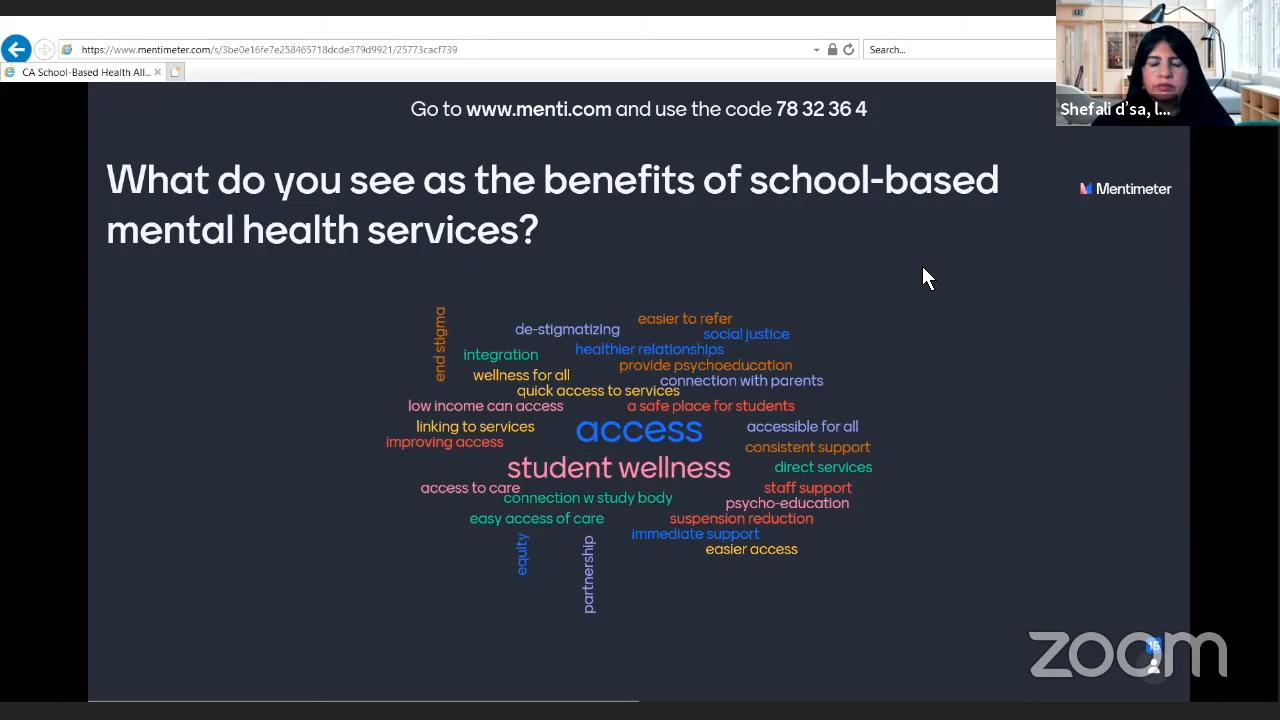 https://www.mentimeter.com/s/3be0e16fe7e258465718dcde379d9921/25773cacf739
Search...
CA School-Based Health All...
Go to www.menti.com and use the code 78 32 36 4
Shefali d’sa, l...
What do you see as the benefits of school-based
mental health services?
Mentimeter
end stigma
easier to refer
de-stigmatizing
social justice
healthier relationships
integration
provide psychoeducation
wellness for all
connection with parents
quick access to services
low income can access
a safe place for students
linking to services
access
accessible for all
improving access
consistent support
student wellness
direct services
access to care
staff support
connection w study body
psycho-education
easy access of care
suspension reduction
immediate support
equity
partnership
easier access
15
zoom